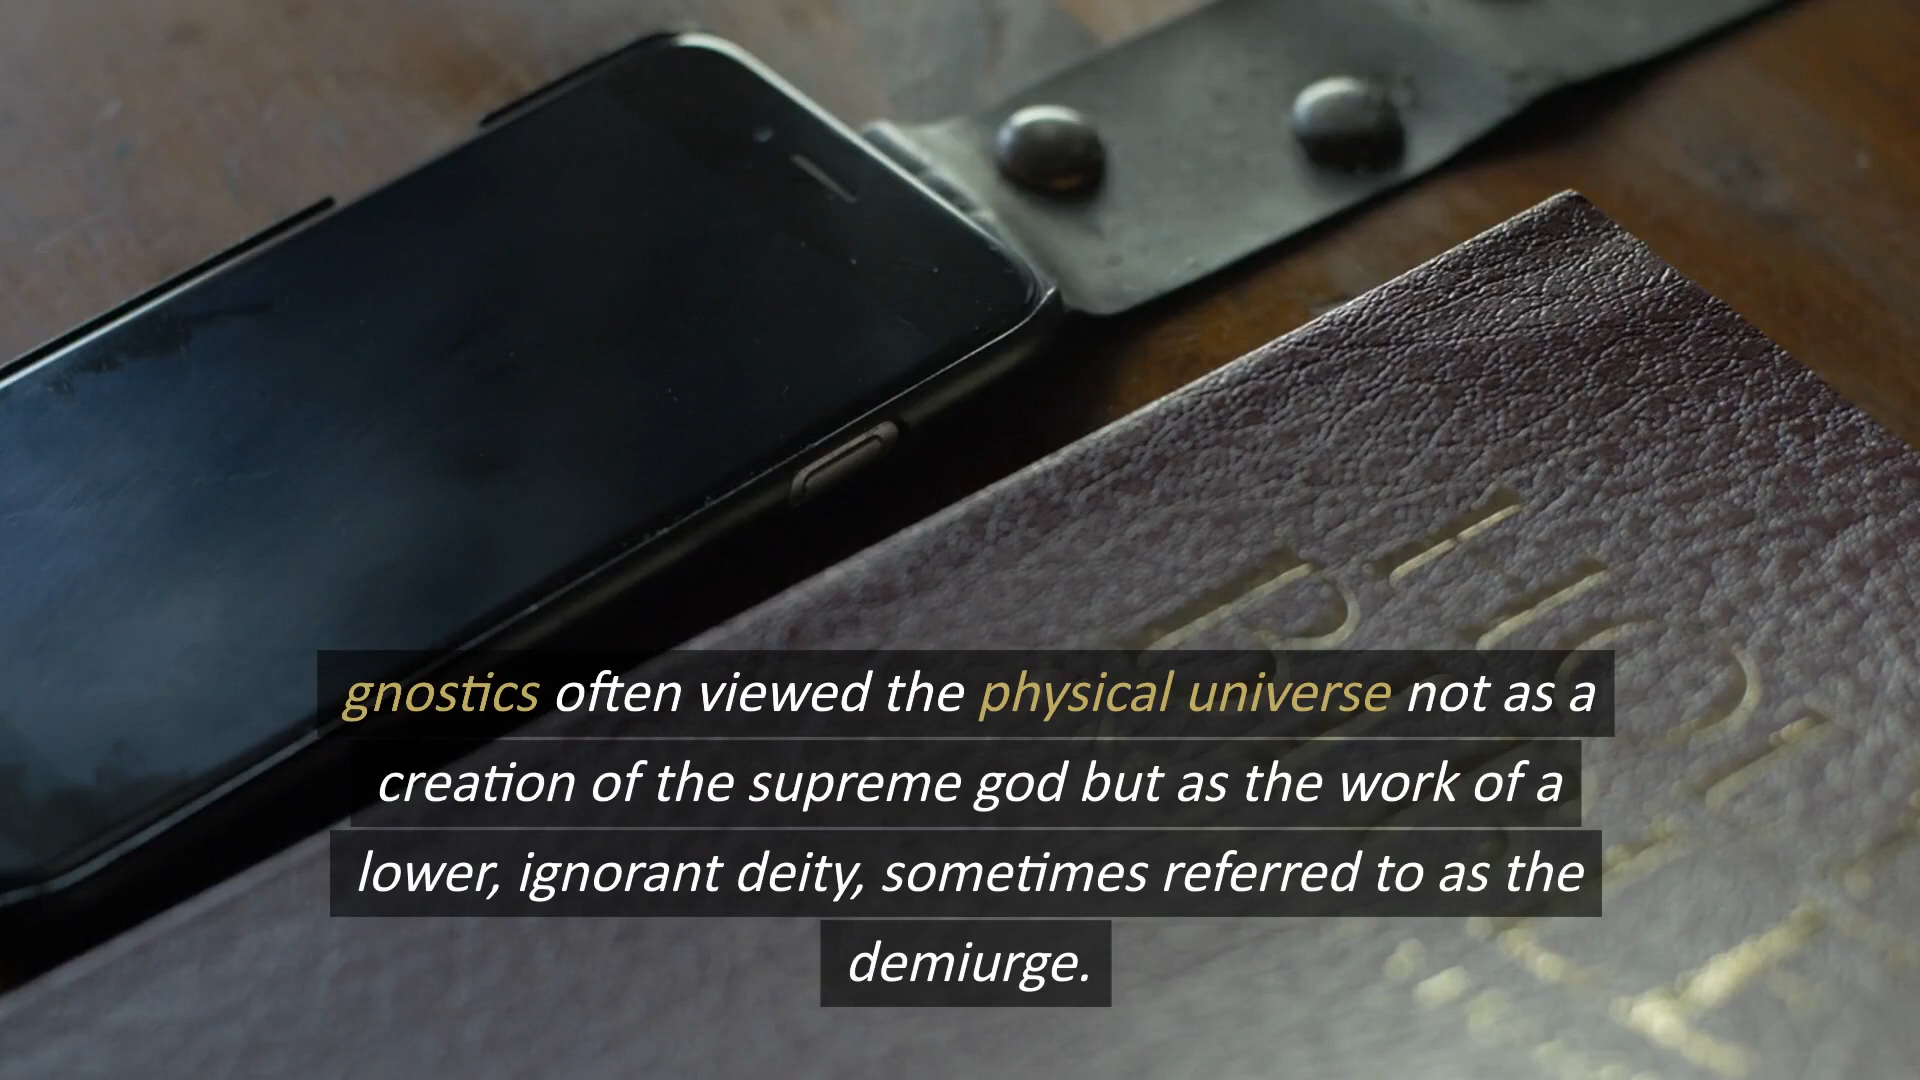 gnostics often viewed the physical universe not as a
creation of the supreme god but as the work of a
lower, ignorant deity, sometimes referred to as the
demiurge.